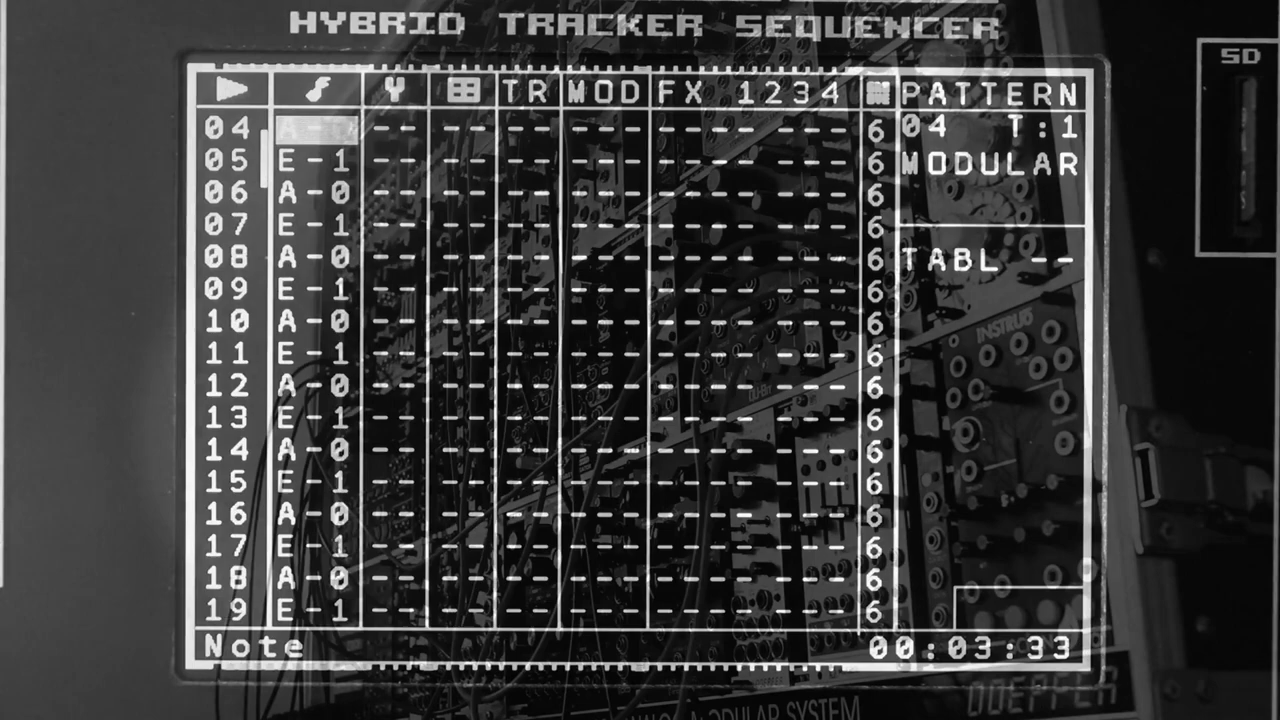 HYBRID TRACKER SEQUENCER
SD
TR MOD FX 1234 PATTERN
04 -- -- -- --- --- --- 6 04 T:1
05 E-1 -- -- -- --- --- --- 6 MODULAR
06 A-0 -- -- -- --- --- --- 6
07 E-1 -- -- -- --- --- --- 6
08 A-0 -- -- -- --- --- --- 6 TABL --
09 E-1 -- -- -- --- --- --- 6
10 A-0 -- -- -- --- --- --- 6
11 E-1 -- -- -- --- --- --- 6
12 A-0 -- -- -- --- --- --- 6
13 E-1 -- -- -- --- --- --- 6
14 A-0 -- -- -- --- --- --- 6
15 E-1 -- -- -- --- --- --- 6
16 A-0 -- -- -- --- --- --- 6
17 E-1 -- -- -- --- --- --- 6
18 A-0 -- -- -- --- --- --- 6
19 E-1 -- -- -- --- --- --- 6
Note 00:03:33
DOEPFER
MODULAR SYSTEM